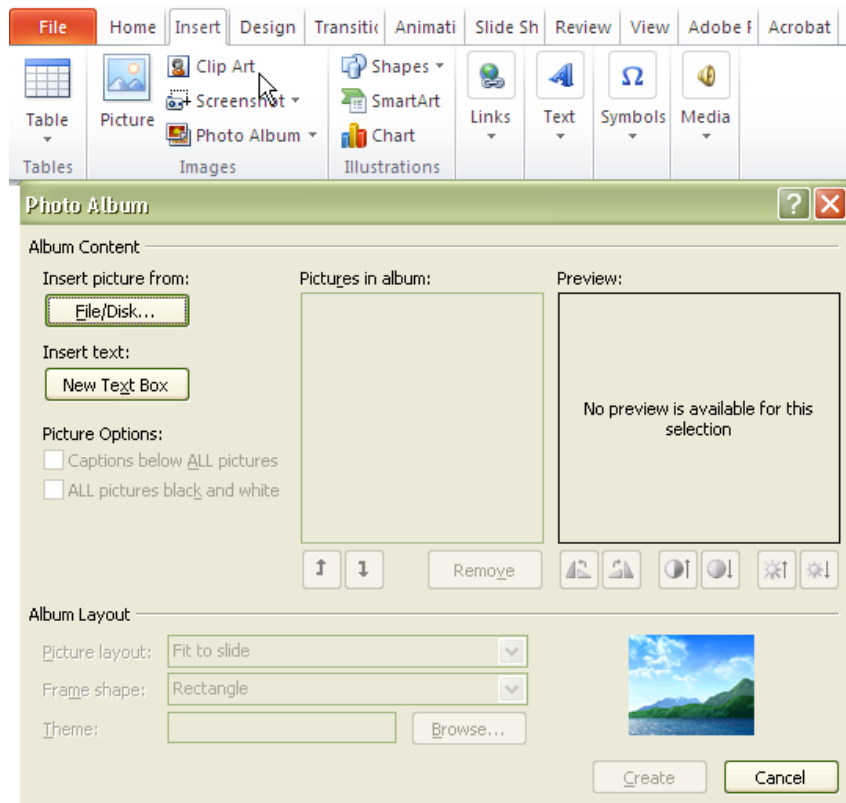 File Home Insert Design Transitic Animati Slide Sh Review View Adobe F Acrobat
Table
Tables
Picture
Clip Art
Screenshot
Photo Album
Images
Shapes
SmartArt
Chart
Illustrations
Links
Text
Symbols
Media
Photo Album
Album Content
Insert picture from:
File/Disk...
Insert text:
New Text Box
Picture Options:
Captions below ALL pictures
ALL pictures black and white
Pictures in album:
Remove
Preview:
No preview is available for this
selection
Album Layout
Picture layout: Fit to slide
Frame shape: Rectangle
Theme: Browse...
Create Cancel